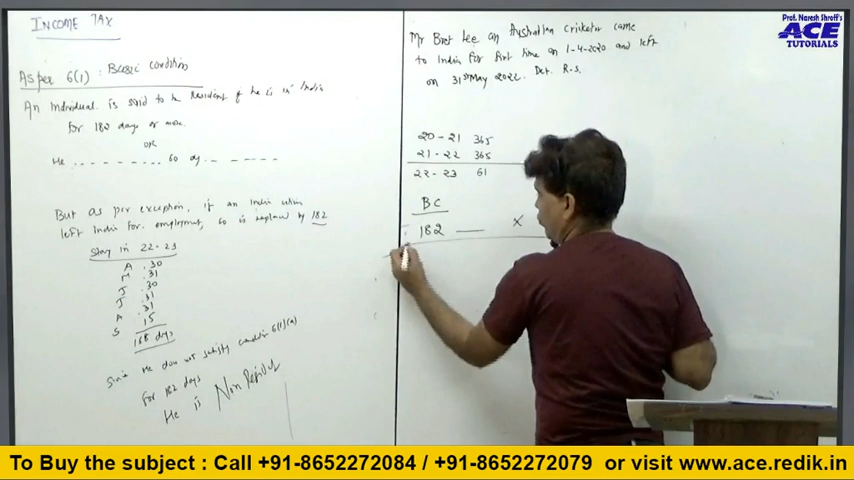 INCOME TAX
As per 6(1) : Basic condition
An Individual is said to be Resident if he is in India
for 182 days or more
OR
He ------------ 60 dy -- -----
But as per exception, if an India citizen
left India for employment, 60 is replaced by 182
Stay in 22-23
A . 30
M . 31
J . 30
J . 31
A . 31
S 15
168 days
Since He does not satisfy condition 6(1)(a)
for 182 days
He is Non Resident
Mr Bret Lee an Australian cricketer came
to India for first time on 1-4-2020 and left
on 31st May 2022. Det. R.S.
20-21 365
21-22 365
22-23 61
BC
182 ___ X
Prof. Naresh Shroff's
ACE
TUTORIALS
To Buy the subject : Call +91-8652272084 / +91-8652272079 or visit www.ace.redik.in